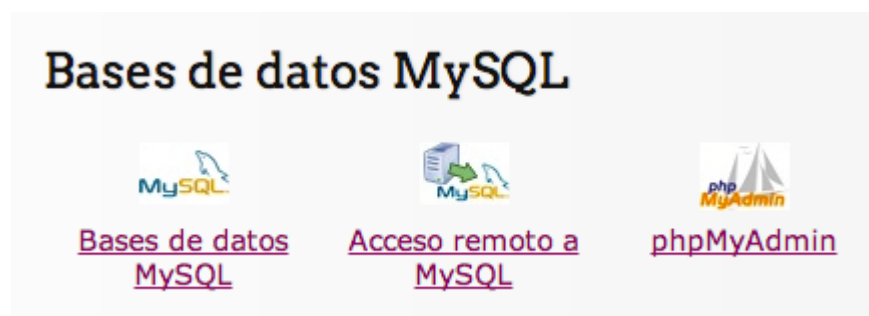 Bases de datos MySQL
MySQL
MySQL
php
MyAdmin
Bases de datos
MySQL
Acceso remoto a
MySQL
phpMyAdmin